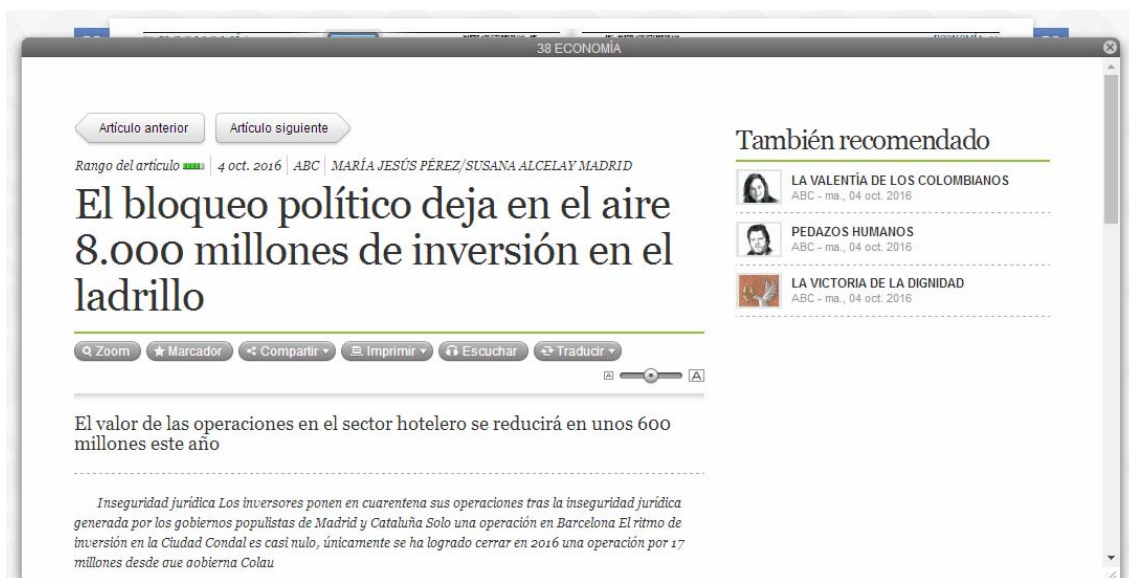 38 ECONOMÍA
Artículo anterior
Artículo siguiente
Rango del artículo | 4 oct. 2016 | ABC | MARÍA JESÚS PÉREZ/SUSANA ALCELAY MADRID
El bloqueo político deja en el aire
8.000 millones de inversión en el
ladrillo
Zoom Marcador Compartir Imprimir Escuchar Traducir
A A
El valor de las operaciones en el sector hotelero se reducirá en unos 600
millones este año
Inseguridad jurídica Los inversores ponen en cuarentena sus operaciones tras la inseguridad jurídica
generada por los gobiernos populistas de Madrid y Cataluña Solo una operación en Barcelona El ritmo de
inversión en la Ciudad Condal es casi nulo, únicamente se ha logrado cerrar en 2016 una operación por 17
millones desde que gobierna Colau
También recomendado
LA VALENTÍA DE LOS COLOMBIANOS
ABC - ma., 04 oct. 2016
PEDAZOS HUMANOS
ABC - ma., 04 oct. 2016
LA VICTORIA DE LA DIGNIDAD
ABC - ma., 04 oct. 2016